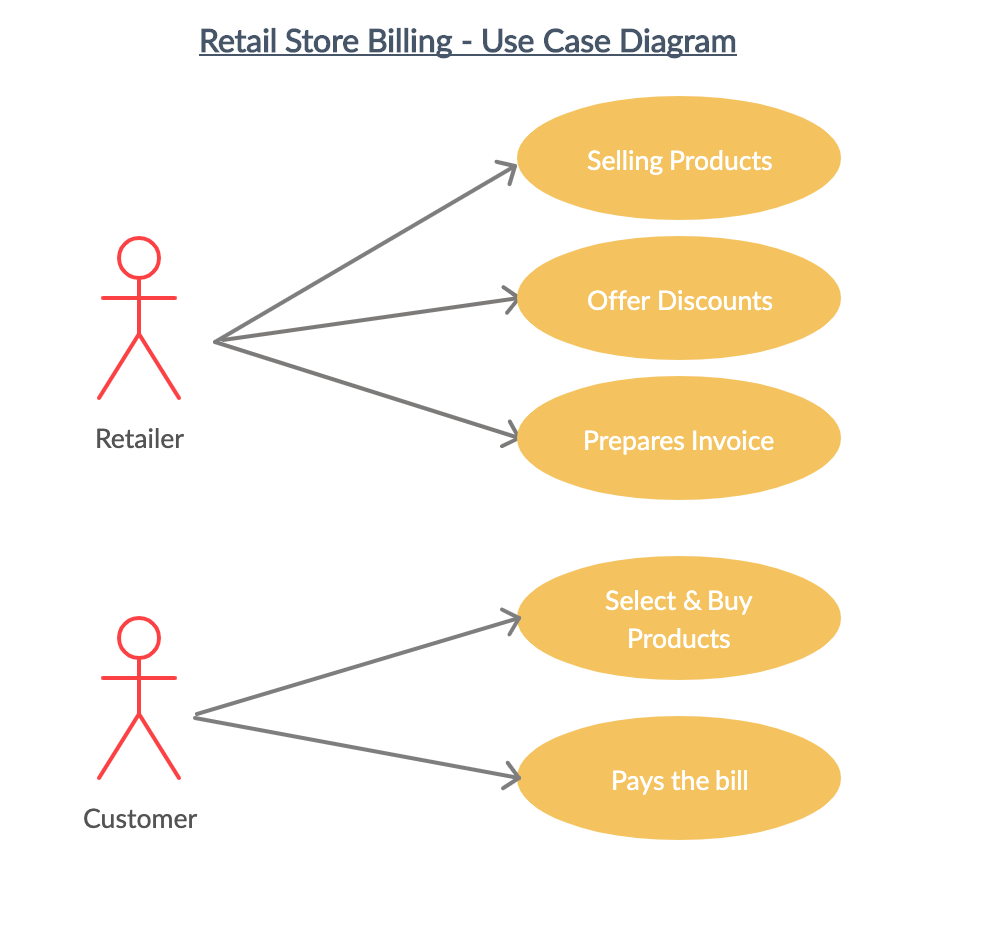 Retail Store Billing - Use Case Diagram
Selling Products
Offer Discounts
Prepares Invoice
Retailer
Select & Buy
Products
Pays the bill
Customer